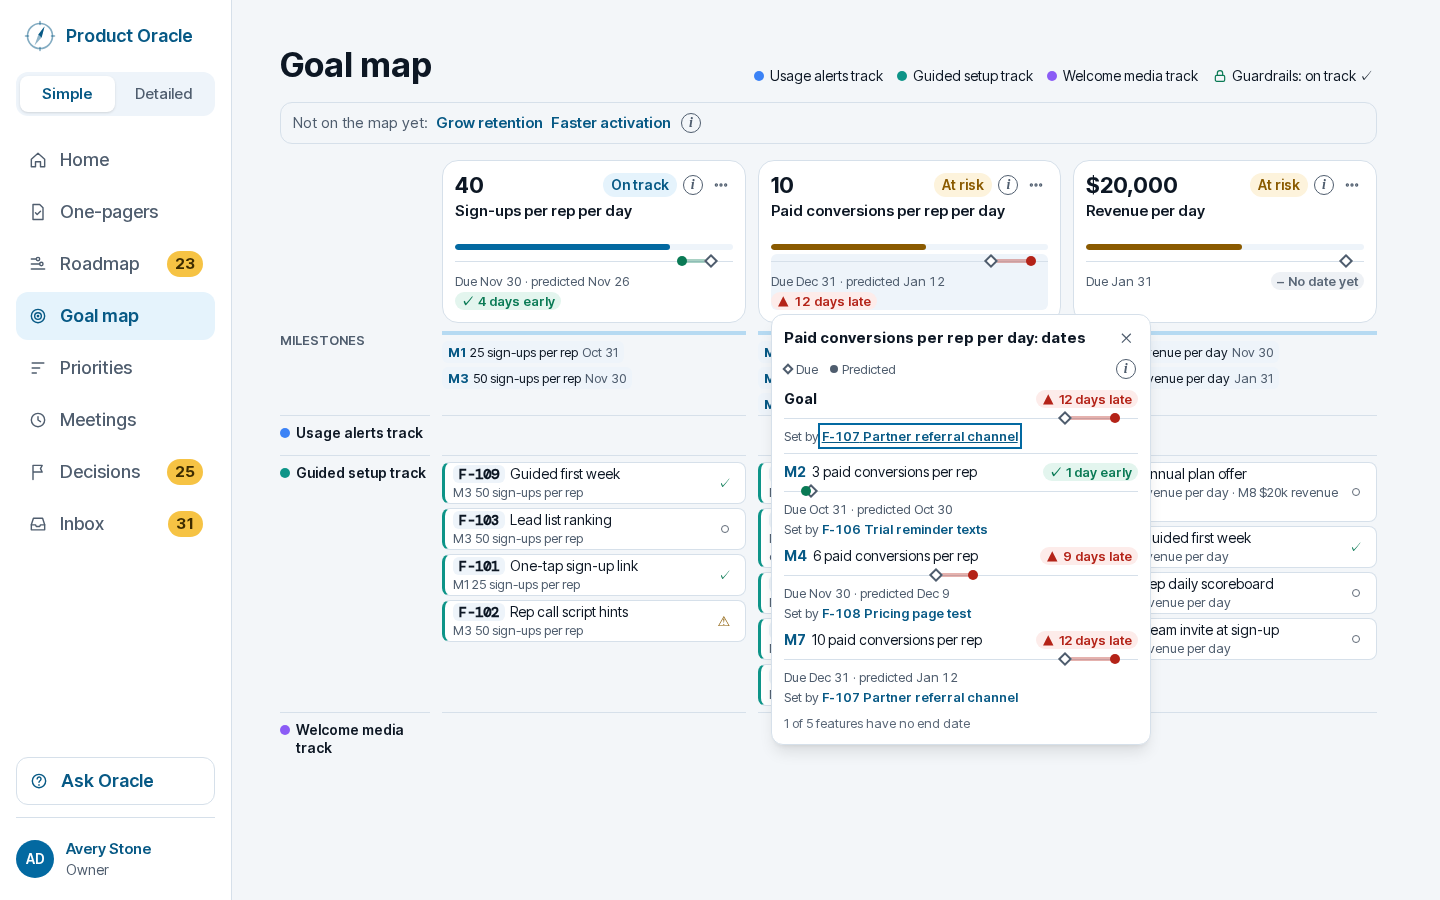 Product Oracle
Simple
Detailed
Home
One-pagers
Roadmap
23
Goal map
Priorities
Meetings
Decisions
25
Inbox
31
Ask Oracle
AD
Avery Stone
Owner
Goal map
Usage alerts track
Guided setup track
Welcome media track
Guardrails: on track ✓
Not on the map yet: Grow retention Faster activation i
40
On track
i
Sign-ups per rep per day
Due Nov 30 · predicted Nov 26
✓ 4 days early
10
At risk
i
Paid conversions per rep per day
Due Dec 31 · predicted Jan 12
▲ 12 days late
$20,000
At risk
i
Revenue per day
Due Jan 31
– No date yet
MILESTONES
M1 25 sign-ups per rep Oct 31
M3 50 sign-ups per rep Nov 30
enue per day Nov 30
enue per day Jan 31
Usage alerts track
Guided setup track
F-109 Guided first week
M3 50 sign-ups per rep
✓
F-103 Lead list ranking
M3 50 sign-ups per rep
F-101 One-tap sign-up link
M1 25 sign-ups per rep
✓
F-102 Rep call script hints
M3 50 sign-ups per rep
⚠
nnual plan offer
enue per day · M8 $20k revenue
uided first week
enue per day
✓
ep daily scoreboard
enue per day
eam invite at sign-up
enue per day
Welcome media
track
Paid conversions per rep per day: dates
Due
Predicted
i
Goal
▲ 12 days late
Set by F-107 Partner referral channel
M2 3 paid conversions per rep
✓ 1 day early
Due Oct 31 · predicted Oct 30
Set by F-106 Trial reminder texts
M4 6 paid conversions per rep
▲ 9 days late
Due Nov 30 · predicted Dec 9
Set by F-108 Pricing page test
M7 10 paid conversions per rep
▲ 12 days late
Due Dec 31 · predicted Jan 12
Set by F-107 Partner referral channel
1 of 5 features have no end date